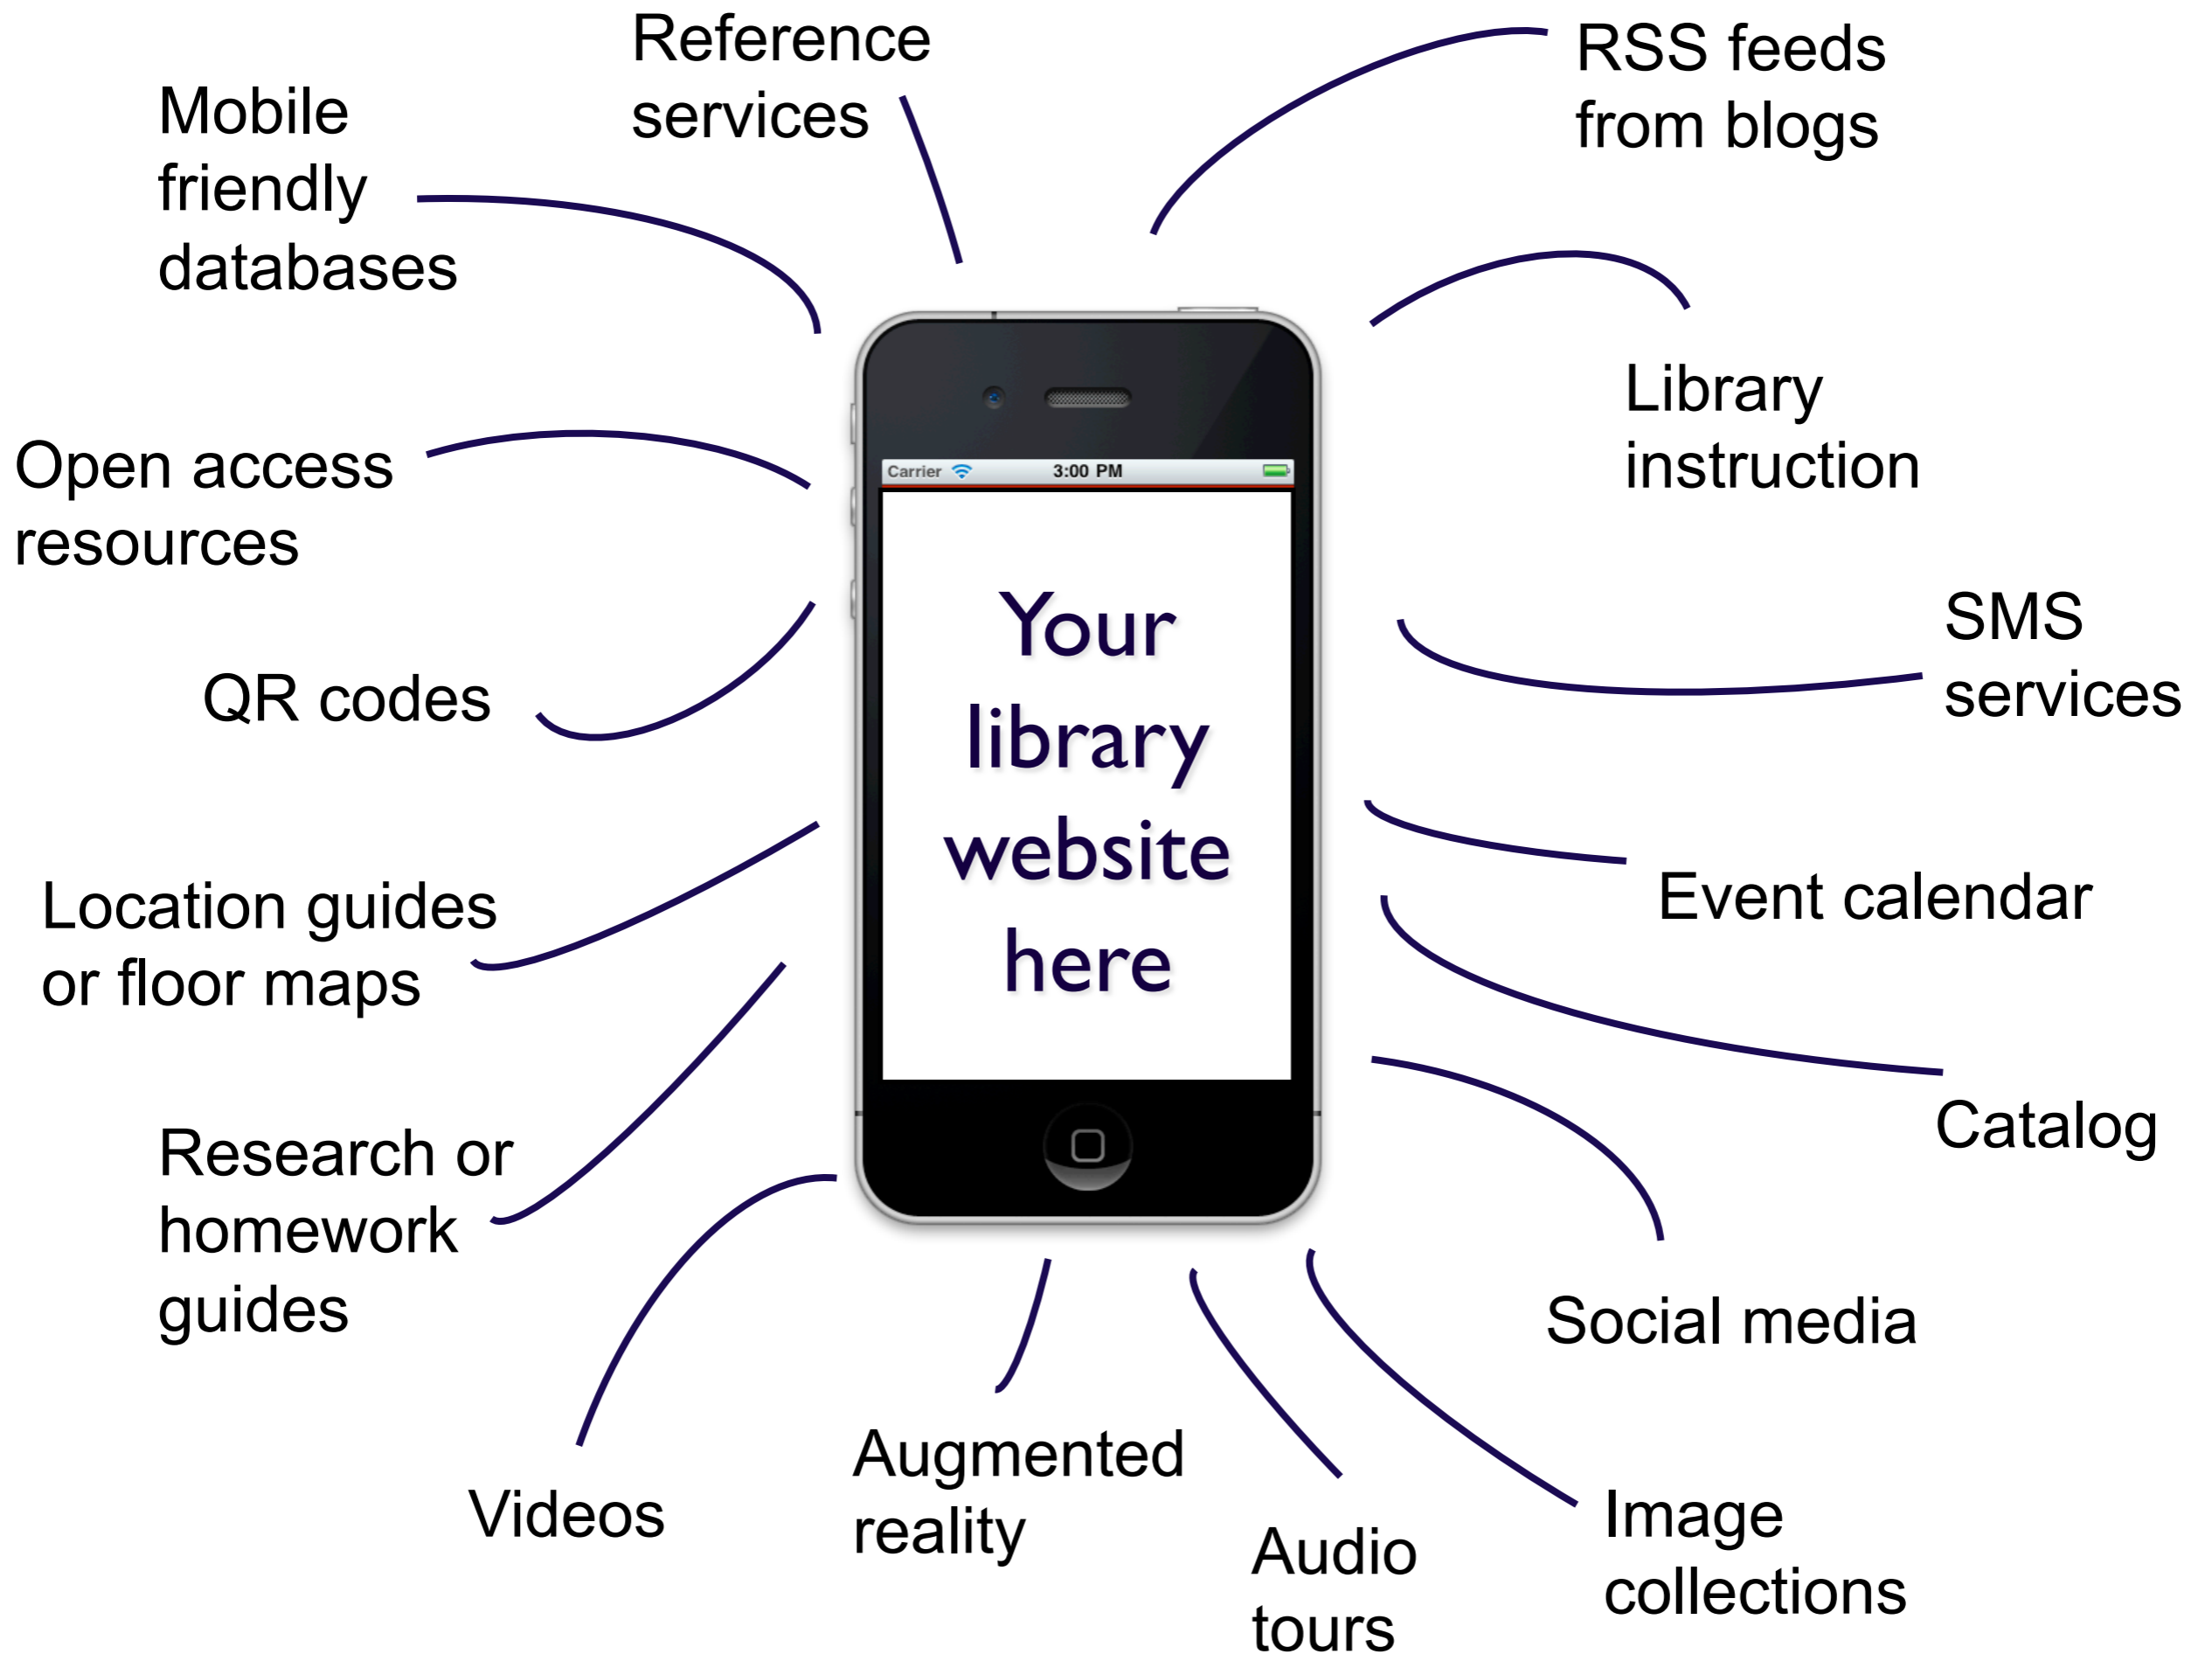 Reference
services
RSS feeds
from blogs
Mobile
friendly
databases
Library
instruction
Open access
resources
Carrier 3:00 PM
Your
library
website
here
SMS
services
QR codes
Event calendar
Location guides
or floor maps
Catalog
Research or
homework
guides
Social media
Videos
Augmented
reality
Audio
tours
Image
collections